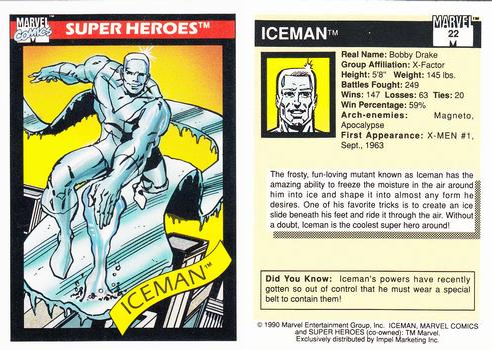 MARVEL
COMICS
SUPER HEROES™
ICEMAN™
ICEMAN™
MARVEL
22
Real Name: Bobby Drake
Group Affiliation: X-Factor
Height: 5'8" Weight: 145 lbs.
Battles Fought: 249
Wins: 147 Losses: 63 Ties: 20
Win Percentage: 59%
Arch-enemies: Magneto,
Apocalypse
First Appearance: X-MEN #1,
Sept., 1963
The frosty, fun-loving mutant known as Iceman has the
amazing ability to freeze the moisture in the air around
him into ice and shape it into almost any form he
desires. One of his favorite tricks is to create an ice
slide beneath his feet and ride it through the air. Without
a doubt, Iceman is the coolest super hero around!
Did You Know: Iceman's powers have recently
gotten so out of control that he must wear a special
belt to contain them!
© 1990 Marvel Entertainment Group, Inc. ICEMAN, MARVEL COMICS
and SUPER HEROES (co-owned): TM Marvel.
Exclusively distributed by Impel Marketing Inc.